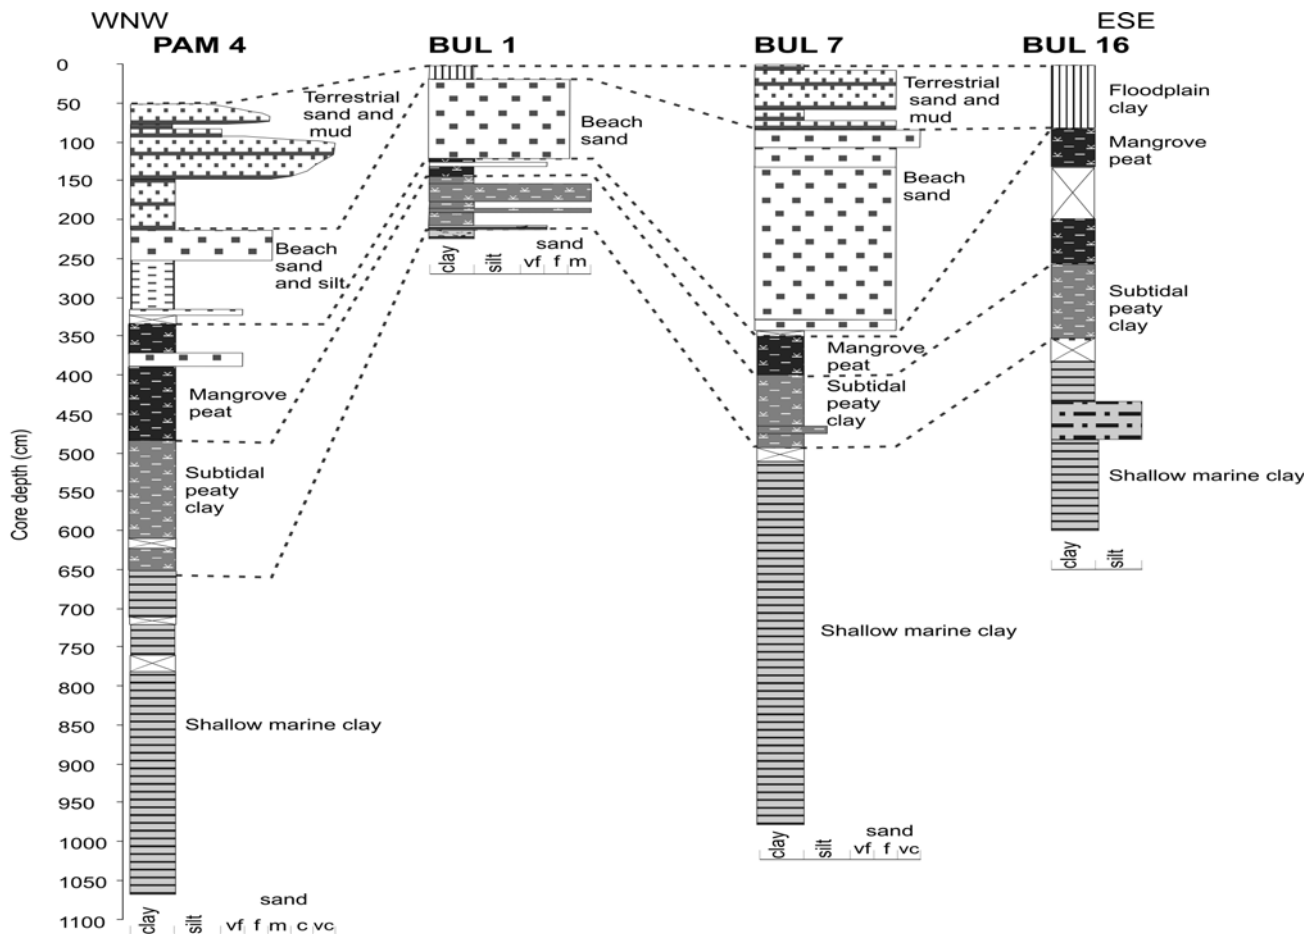 WNW
ESE
PAM 4
BUL 1
BUL 7
BUL 16
Core depth (cm)
0
50
100
150
200
250
300
350
400
450
500
550
600
650
700
750
800
850
900
950
1000
1050
1100
Terrestrial
sand and
mud
Beach
sand
and silt
Mangrove
peat
Subtidal
peaty
clay
Shallow marine clay
clay
silt
sand
vf f m c vc
Beach
sand
clay
silt
sand
vf f m
Terrestrial
sand and
mud
Beach
sand
Mangrove
peat
Subtidal
peaty
clay
Shallow marine clay
clay
silt
sand
vf f vc
Floodplain
clay
Mangrove
peat
Subtidal
peaty
clay
Shallow marine clay
clay
silt